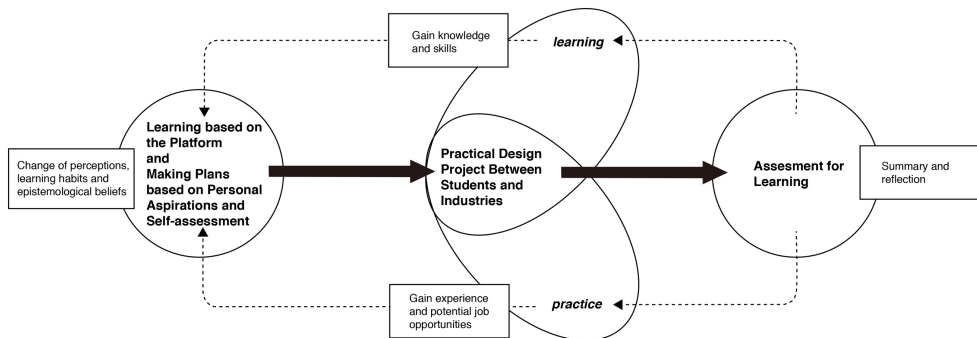 Gain knowledge
and skills
learning
Learning based on
the Platform
and
Making Plans
based on Personal
Aspirations and
Self-assessment
Change of perceptions,
learning habits and
epistemological beliefs
Practical Design
Project Between
Students and
Industries
Assesment for
Learning
Summary and
reflection
Gain experience
and potential job
opportunities
practice